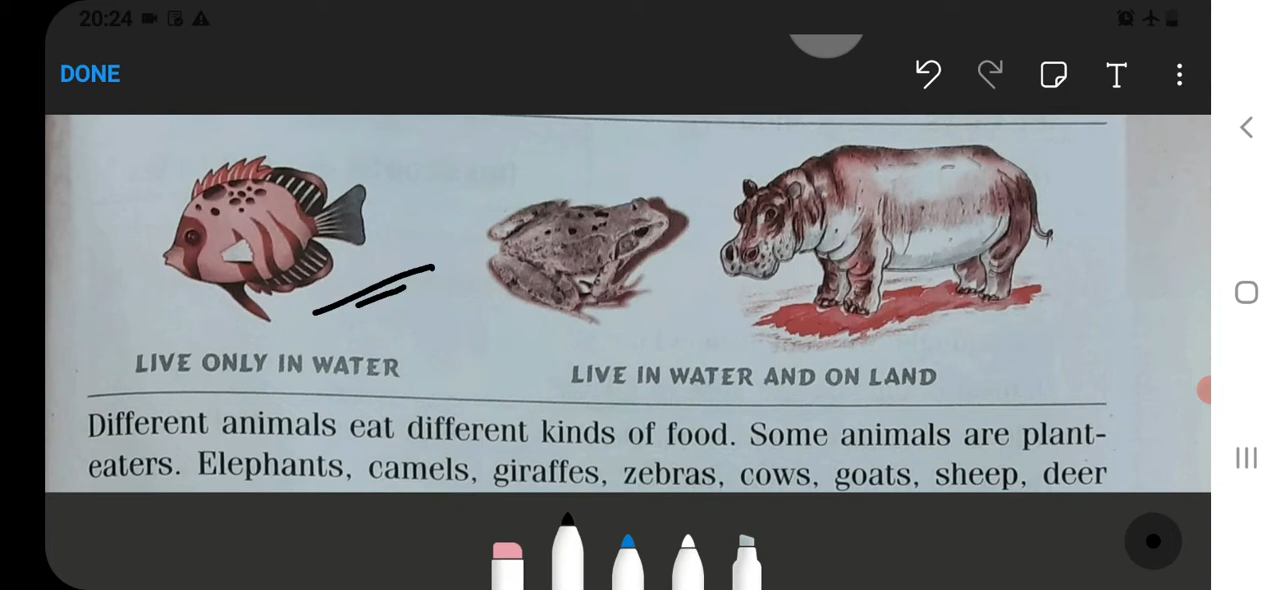 20:24
DONE
T
LIVE ONLY IN WATER
LIVE IN WATER AND ON LAND
Different animals eat different kinds of food. Some animals are plant-
eaters. Elephants, camels, giraffes, zebras, cows, goats, sheep, deer